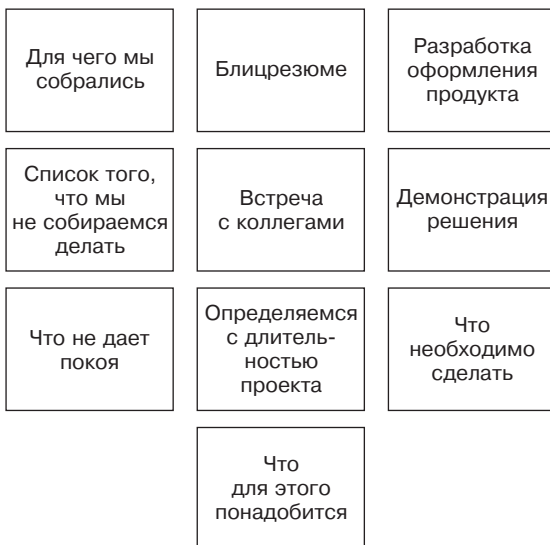 Для чего мы
собрались
Блицрезюме
Разработка
оформления
продукта
Список того,
что мы
не собираемся
делать
Встреча
с коллегами
Демонстрация
решения
Что не дает
покоя
Определяемся
с длитель-
ностью
проекта
Что
необходимо
сделать
Что
для этого
понадобится